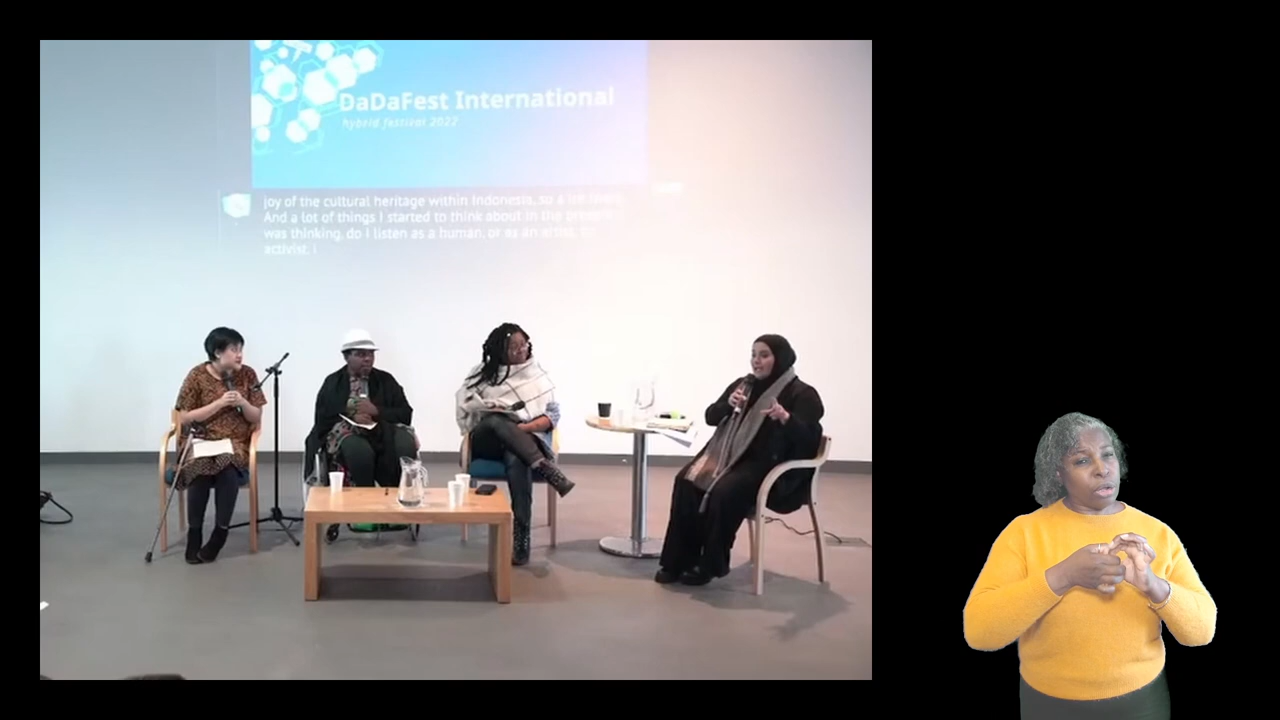 DaDaFest International
hybrid festival 2022
joy of the cultural heritage within Indonesia, so a lot
And a lot of things I started to think about in the
was thinking, do I listen as a human, or as an artist,
activist, I